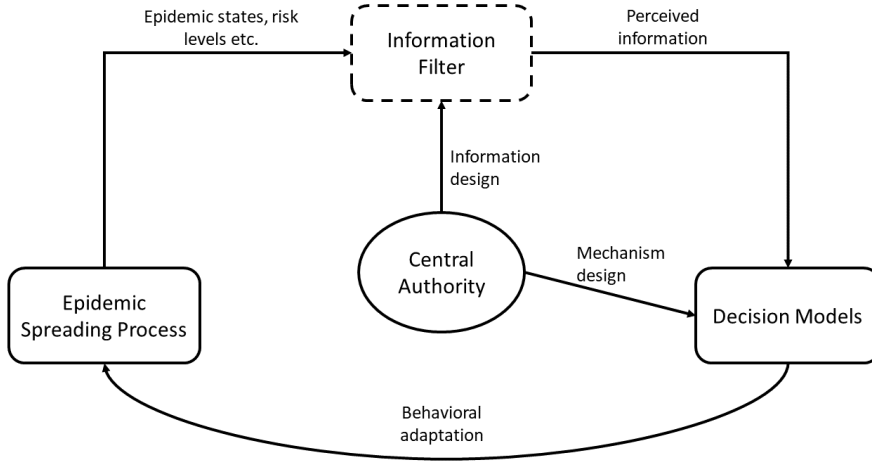 Epidemic states, risk
levels etc.
Information
Filter
Perceived
information
Information
design
Central
Authority
Mechanism
design
Epidemic
Spreading Process
Decision Models
Behavioral
adaptation